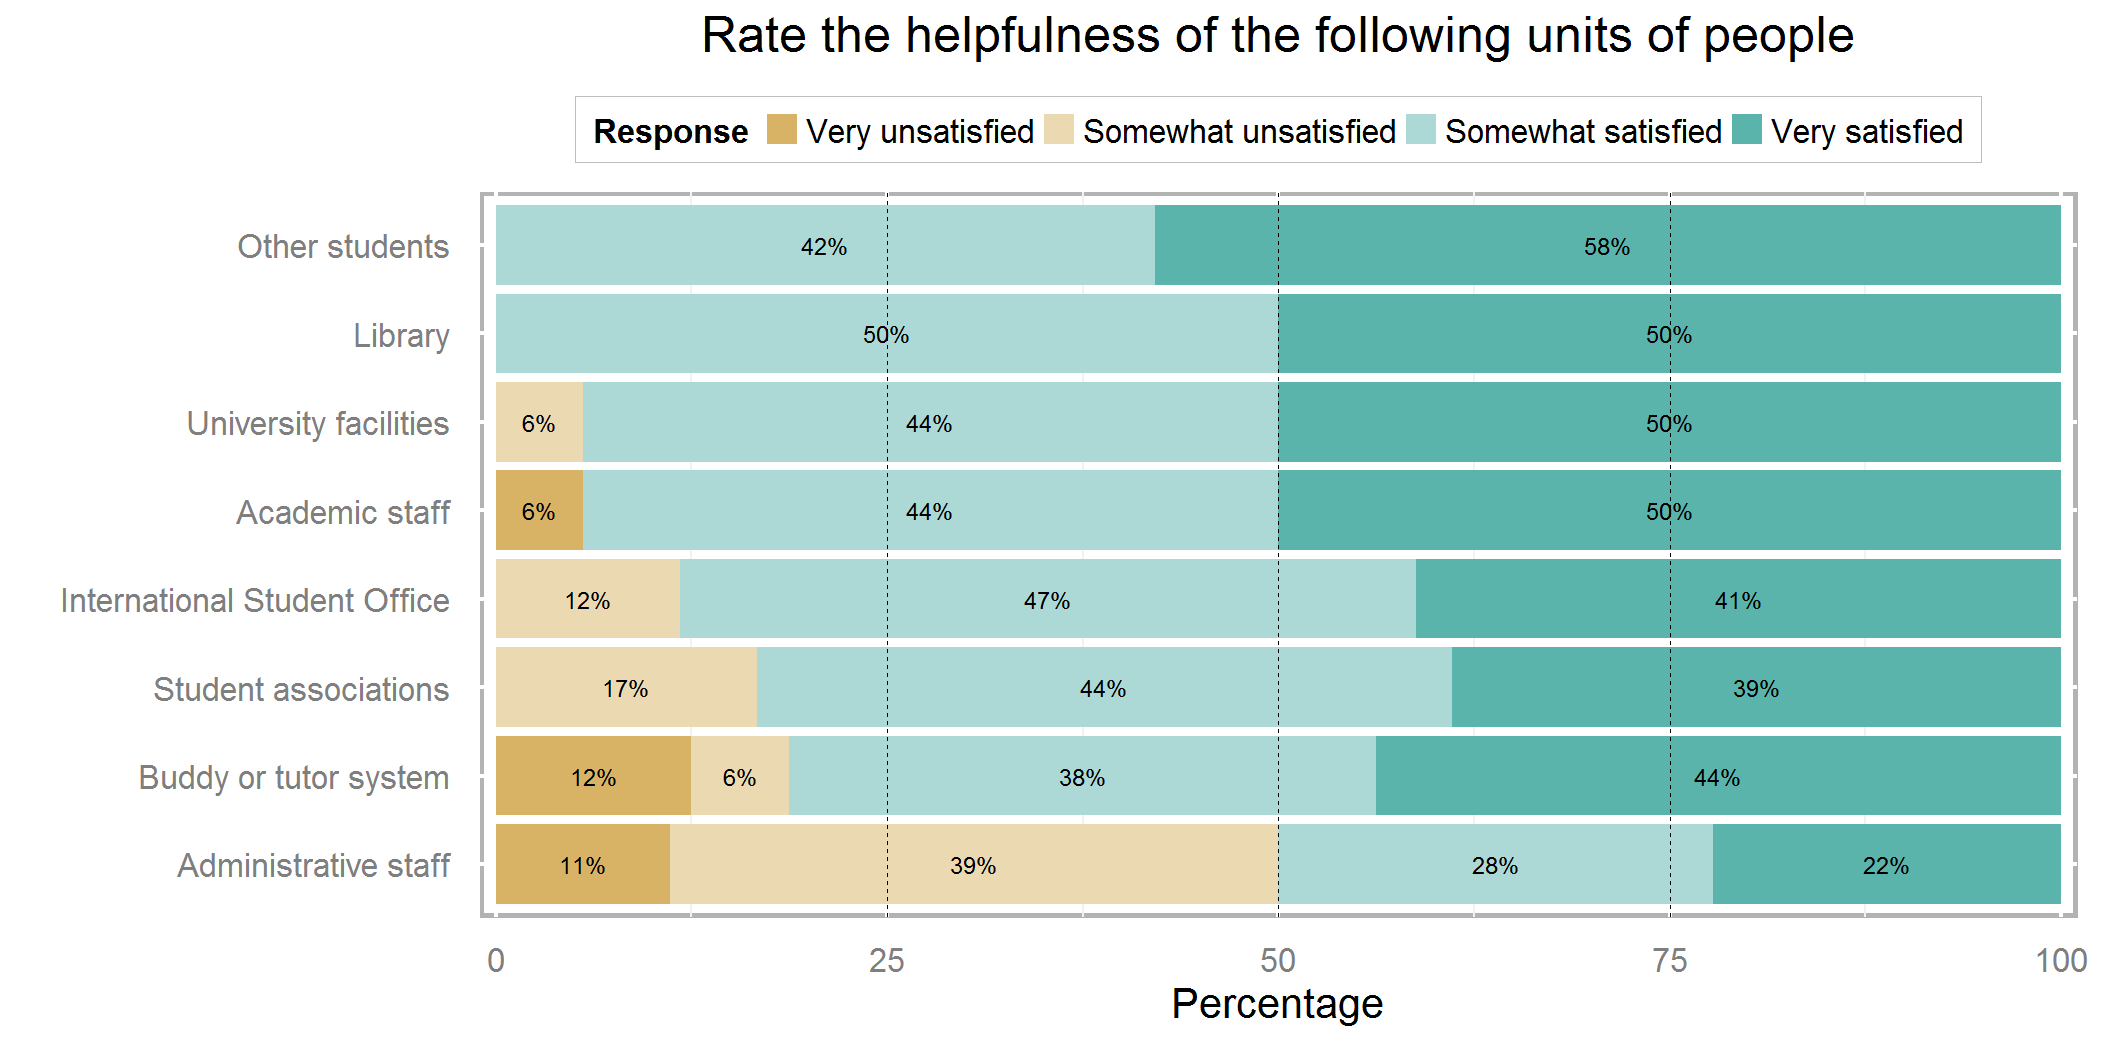 Rate the helpfulness of the following units of people
Response Very unsatisfied Somewhat unsatisfied Somewhat satisfied Very satisfied
Other students 42% 58%
Library 50% 50%
University facilities 6% 44% 50%
Academic staff 6% 44% 50%
International Student Office 12% 47% 41%
Student associations 17% 44% 39%
Buddy or tutor system 12% 6% 38% 44%
Administrative staff 11% 39% 28% 22%
0 25 50 75 100
Percentage